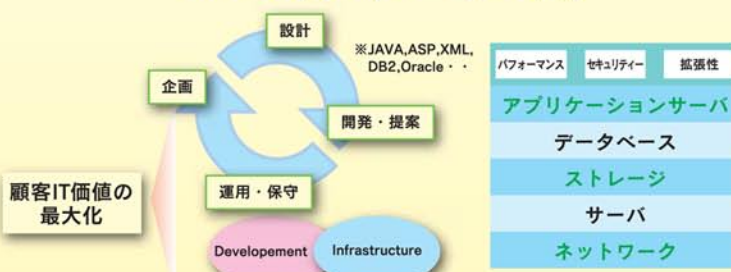 設計
※JAVA,ASP,XML,
DB2,Oracle・・
企画
開発・提案
運用・保守
顧客IT価値の
最大化
Developement
Infrastructure
パフォーマンス
セキュリティー
拡張性
アプリケーションサーバ
データベース
ストレージ
サーバ
ネットワーク